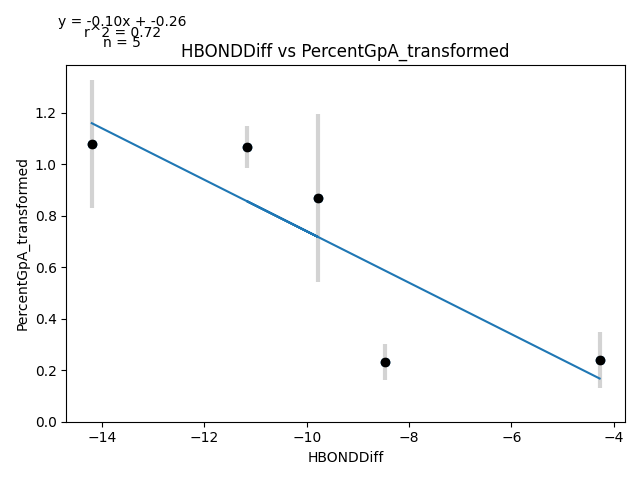 y = -0.10x + -0.26
r^2 = 0.72
n = 5
HBONDDiff vs PercentGpA_transformed
PercentGpA_transformed
1.2
1.0
0.8
0.6
0.4
0.2
0.0
−14 −12 −10 −8 −6 −4
HBONDDiff